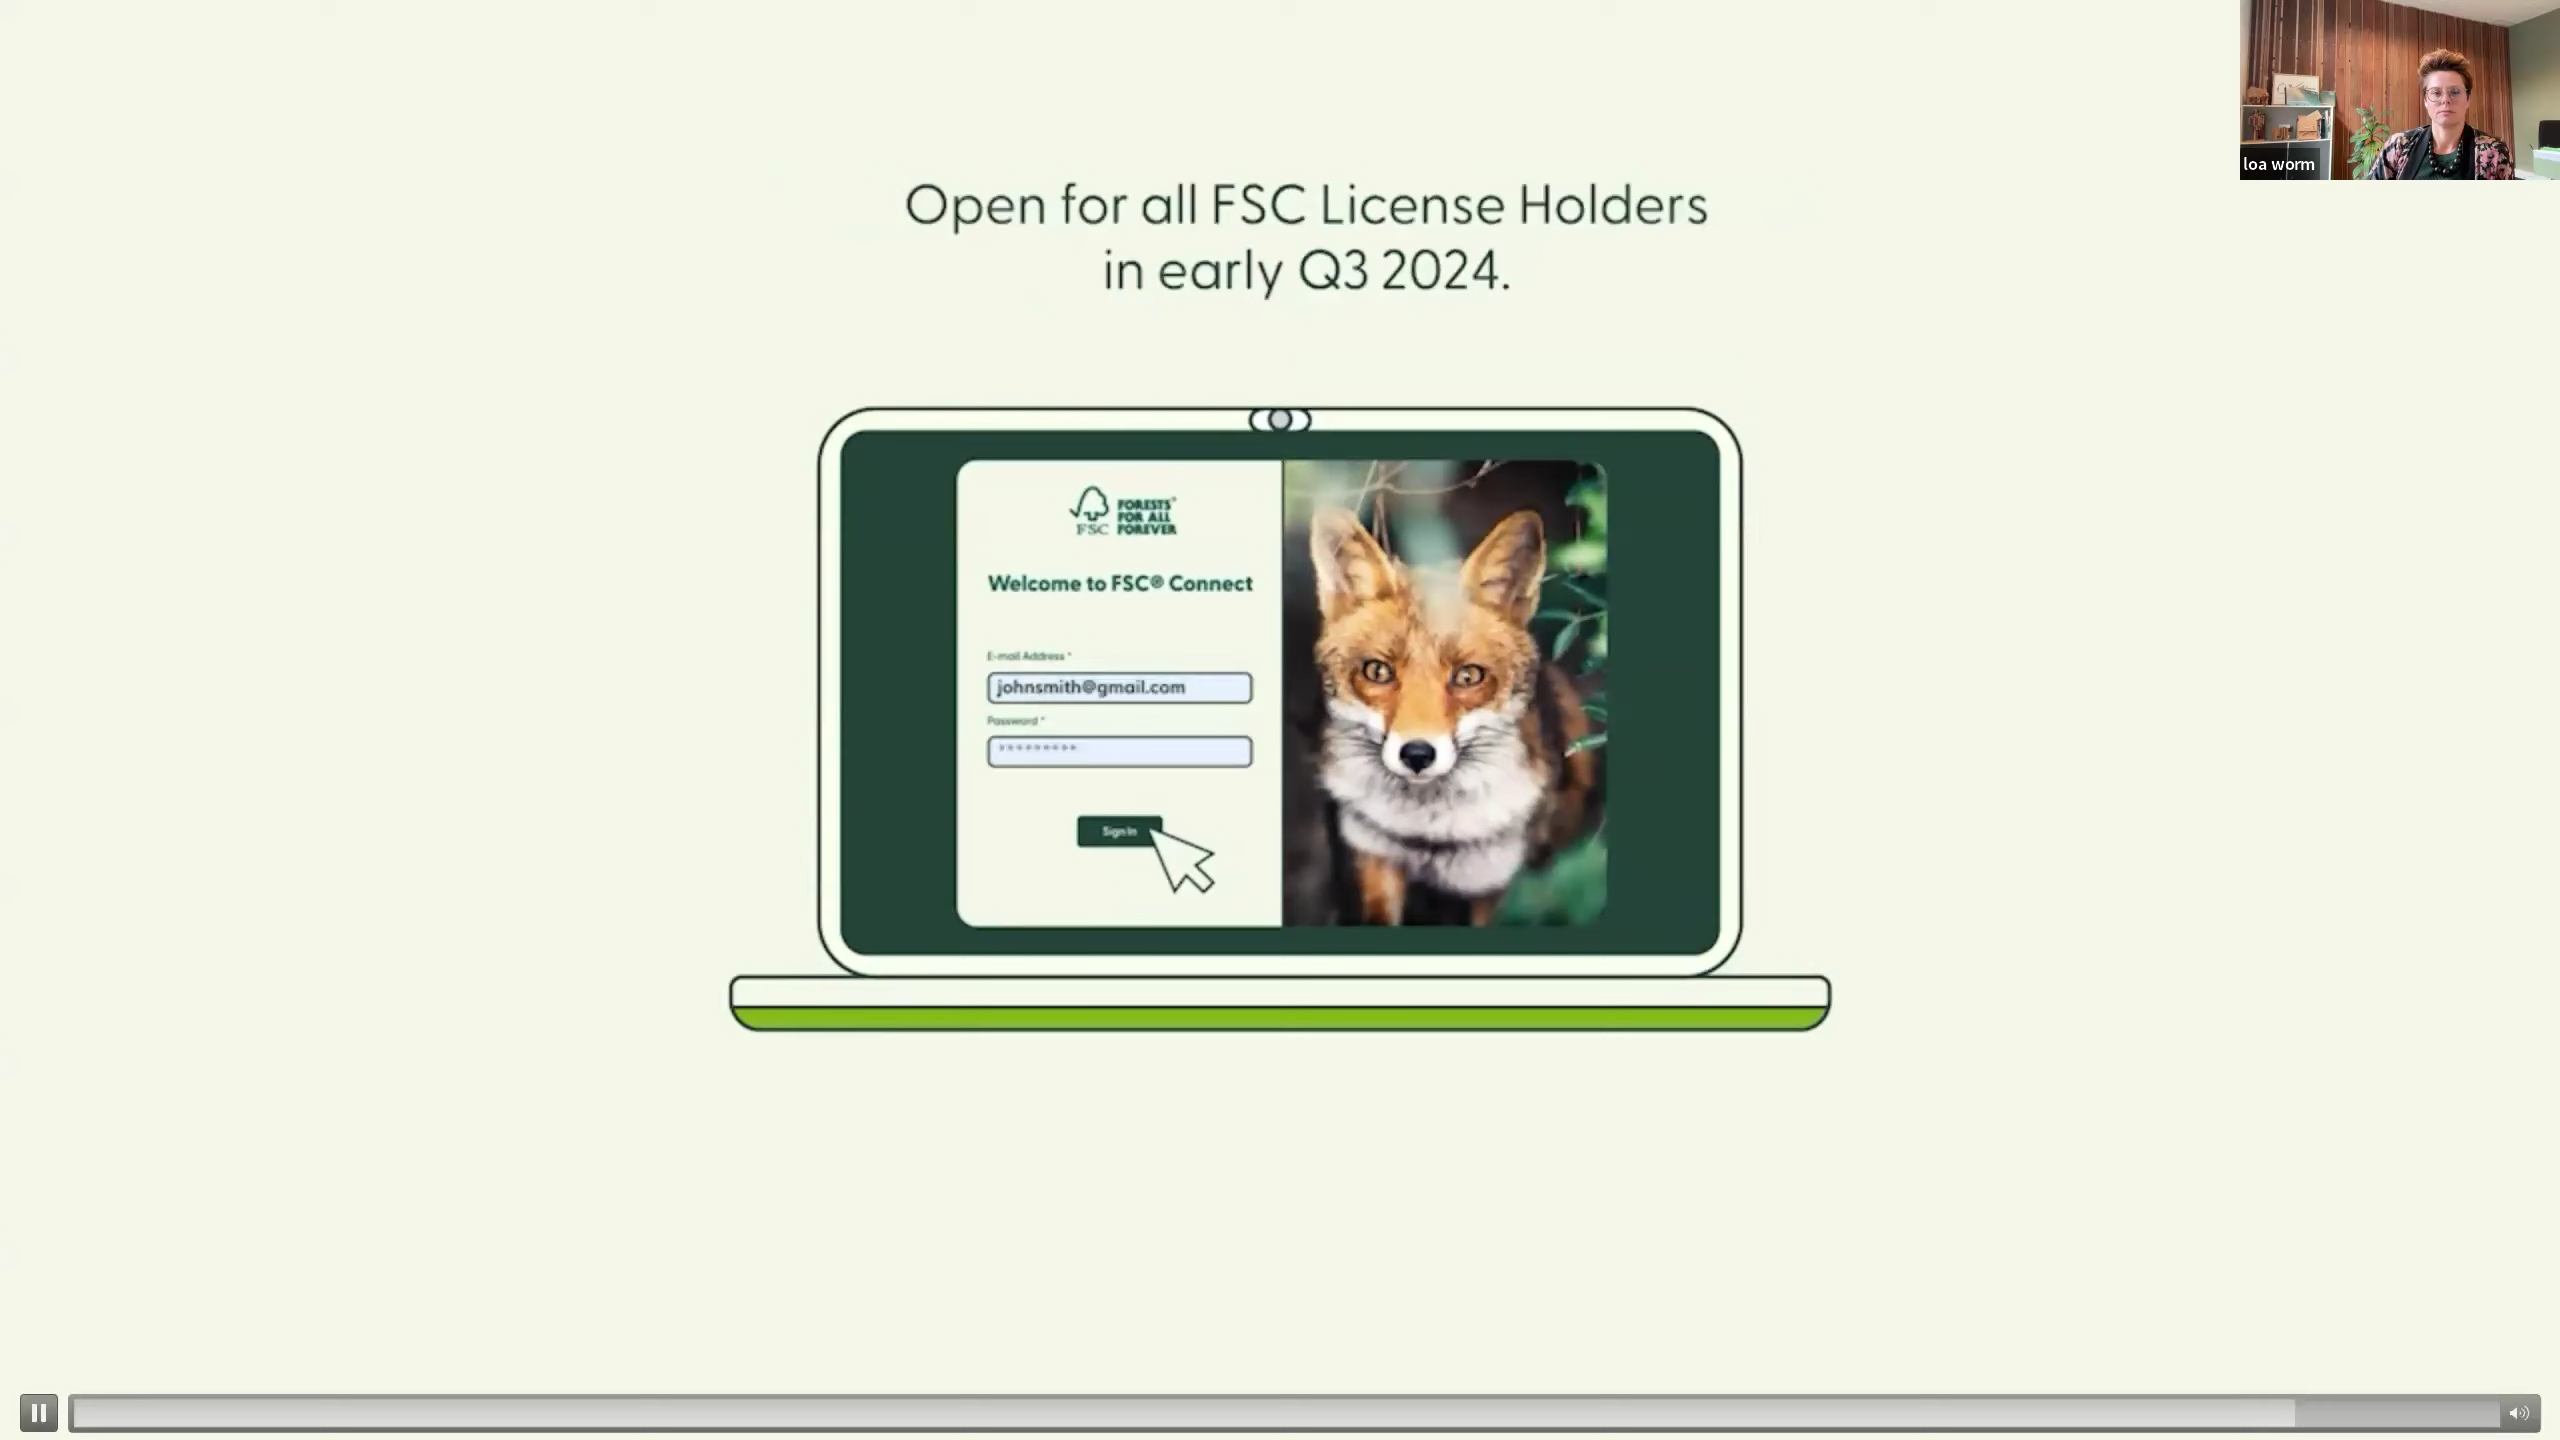 Open for all FSC License Holders
in early Q3 2024.
loa worm
FSC
FORESTS
FOR ALL
FOREVER
Welcome to FSC® Connect
E-mail Address *
johnsmith@gmail.com
Password *
*********
Sign In